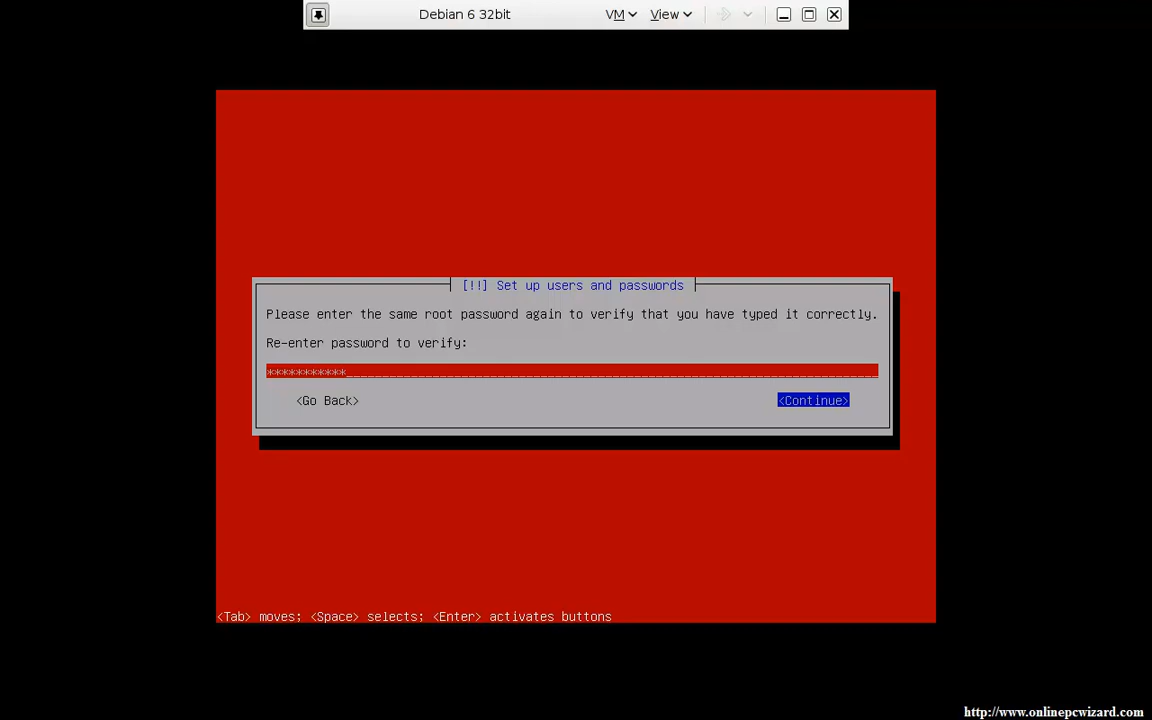 Debian 6 32bit
VM
View
[!!] Set up users and passwords
Please enter the same root password again to verify that you have typed it correctly.
Re-enter password to verify:
***********
<Go Back> <Continue>
<Tab> moves; <Space> selects; <Enter> activates buttons
http://www.onlinepcwizard.com